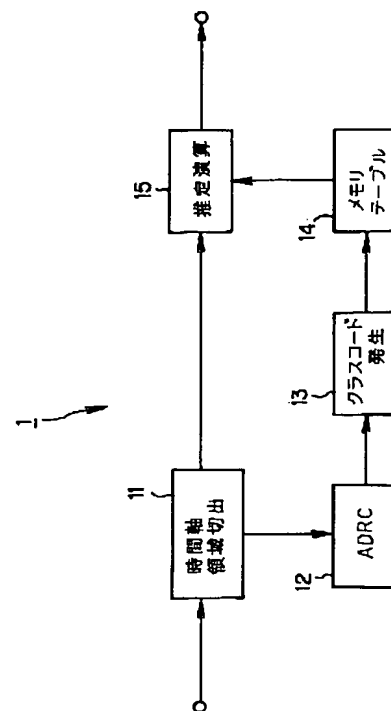 1
11
時間軸
領域切出
12
ADRC
13
クラスコード
発生
14
メモリ
テーブル
15
推定演算